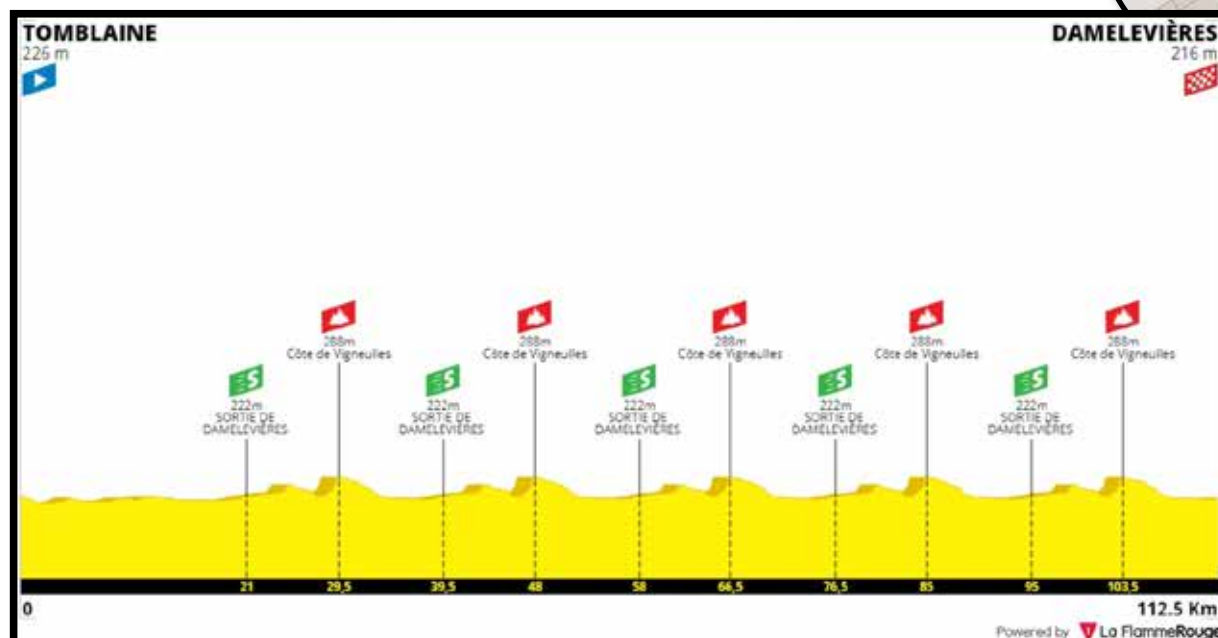 TOMBLAINE
226 m
DAMELEVIÈRES
216 m
288m
Côte de Vigneulles
288m
Côte de Vigneulles
288m
Côte de Vigneulles
288m
Côte de Vigneulles
288m
Côte de Vigneulles
S
222m
SORTIE DE
DAMELEVIÈRES
S
222m
SORTIE DE
DAMELEVIÈRES
S
222m
SORTIE DE
DAMELEVIÈRES
S
222m
SORTIE DE
DAMELEVIÈRES
S
222m
SORTIE DE
DAMELEVIÈRES
21 29,5 39,5 48 58 66,5 76,5 85 95 103,5
0 112.5 Km
Powered by La FlammeRouge